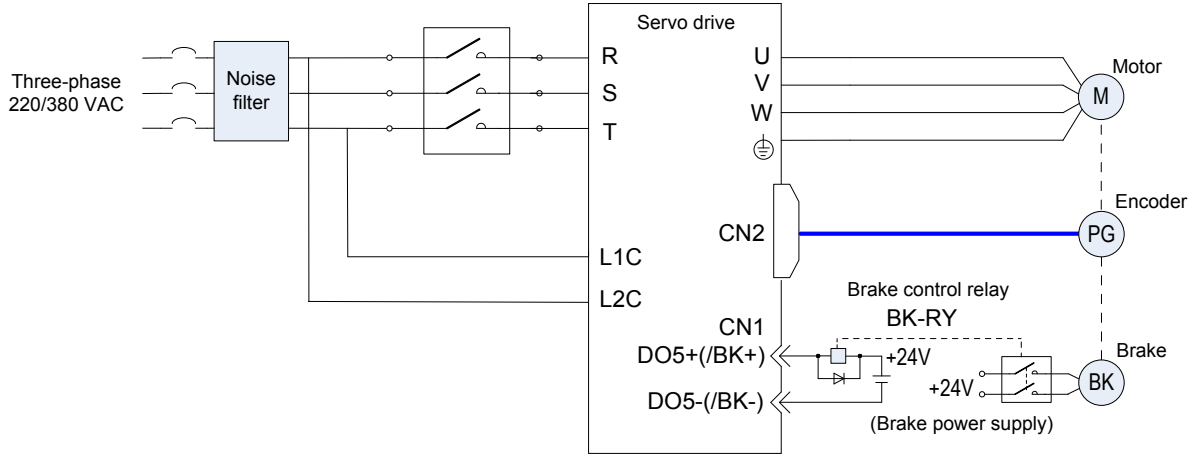 Servo drive
Three-phase
220/380 VAC
Noise
filter
R
S
T
L1C
L2C
U
V
W
Motor
M
CN2
Encoder
PG
CN1
DO5+(/BK+)
DO5-(/BK-)
Brake control relay
BK-RY
+24V
+24V
(Brake power supply)
Brake
BK